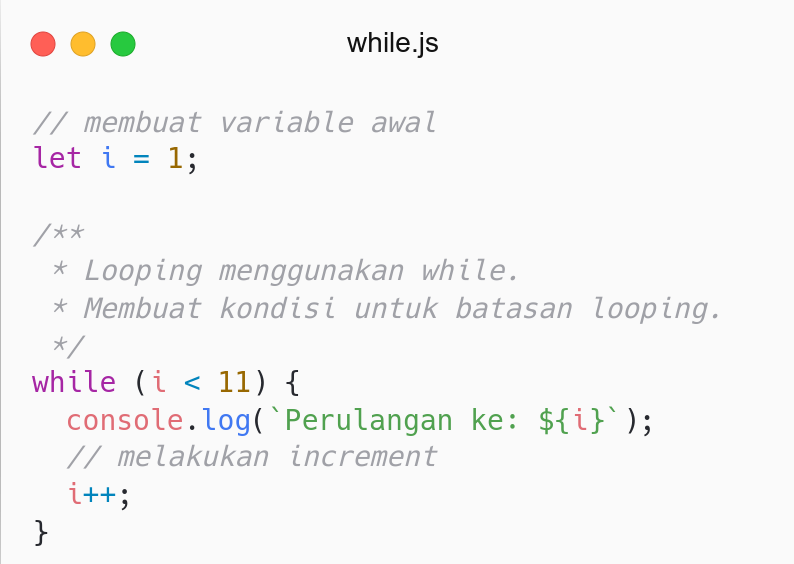 while.js
// membuat variable awal
let i = 1;
/**
 * Looping menggunakan while.
 * Membuat kondisi untuk batasan looping.
 */
while (i < 11) {
  console.log(`Perulangan ke: ${i}`);
  // melakukan increment
  i++;
}